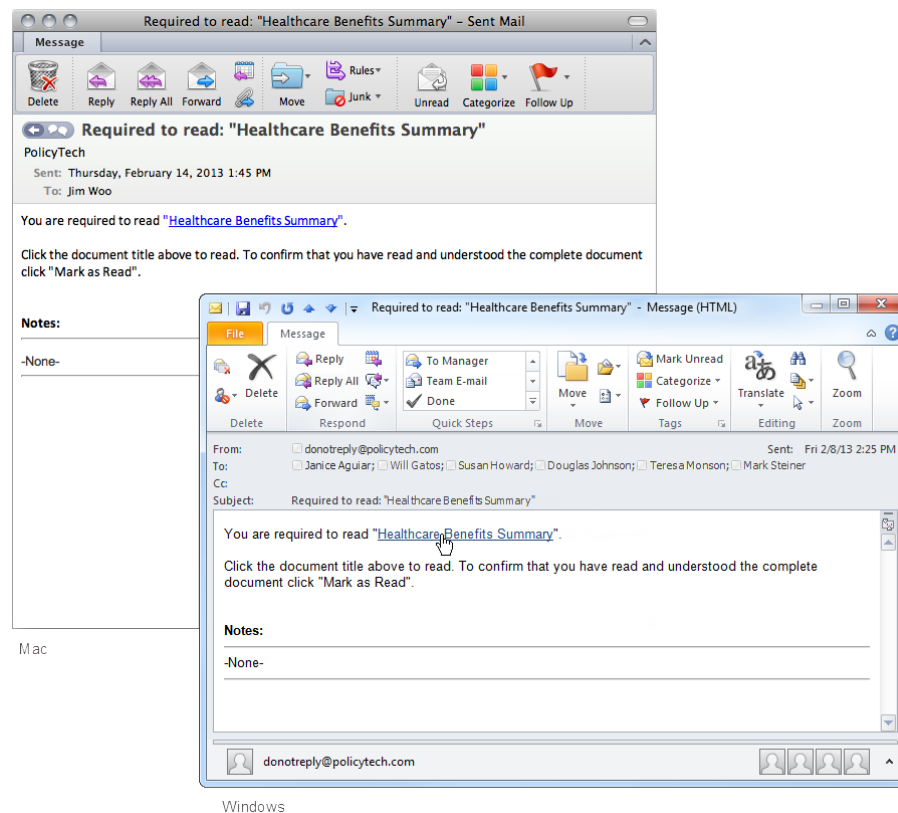 Required to read: "Healthcare Benefits Summary" – Sent Mail
Message
Delete
Reply
Reply All
Forward
Move
Rules
Junk
Unread
Categorize
Follow Up
Required to read: "Healthcare Benefits Summary"
PolicyTech
Sent: Thursday, February 14, 2013 1:45 PM
To: Jim Woo
You are required to read "Healthcare Benefits Summary".
Click the document title above to read. To confirm that you have read and understood the complete document
click "Mark as Read".
Notes:
-None-
Mac
Required to read: "Healthcare Benefits Summary" - Message (HTML)
File
Message
Delete
Reply
Reply All
Forward
To Manager
Team E-mail
Done
Move
Mark Unread
Categorize
Follow Up
Translate
Zoom
Delete
Respond
Quick Steps
Move
Tags
Editing
Zoom
From: donotreply@policytech.com
Sent: Fri 2/8/13 2:25 PM
To: Janice Aguiar; Will Gatos; Susan Howard; Douglas Johnson; Teresa Monson; Mark Steiner
Cc:
Subject: Required to read: "Healthcare Benefits Summary"
You are required to read "Healthcare Benefits Summary".
Click the document title above to read. To confirm that you have read and understood the complete
document click "Mark as Read".
Notes:
-None-
donotreply@policytech.com
Windows